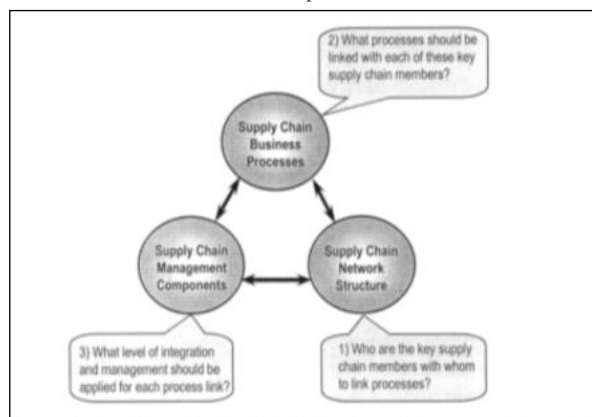 2) What processes should be
linked with each of these key
supply chain members?
Supply Chain
Business
Processes
Supply Chain
Management
Components
Supply Chain
Network
Structure
3) What level of integration
and management should be
applied for each process link?
1) Who are the key supply
chain members with whom
to link processes?